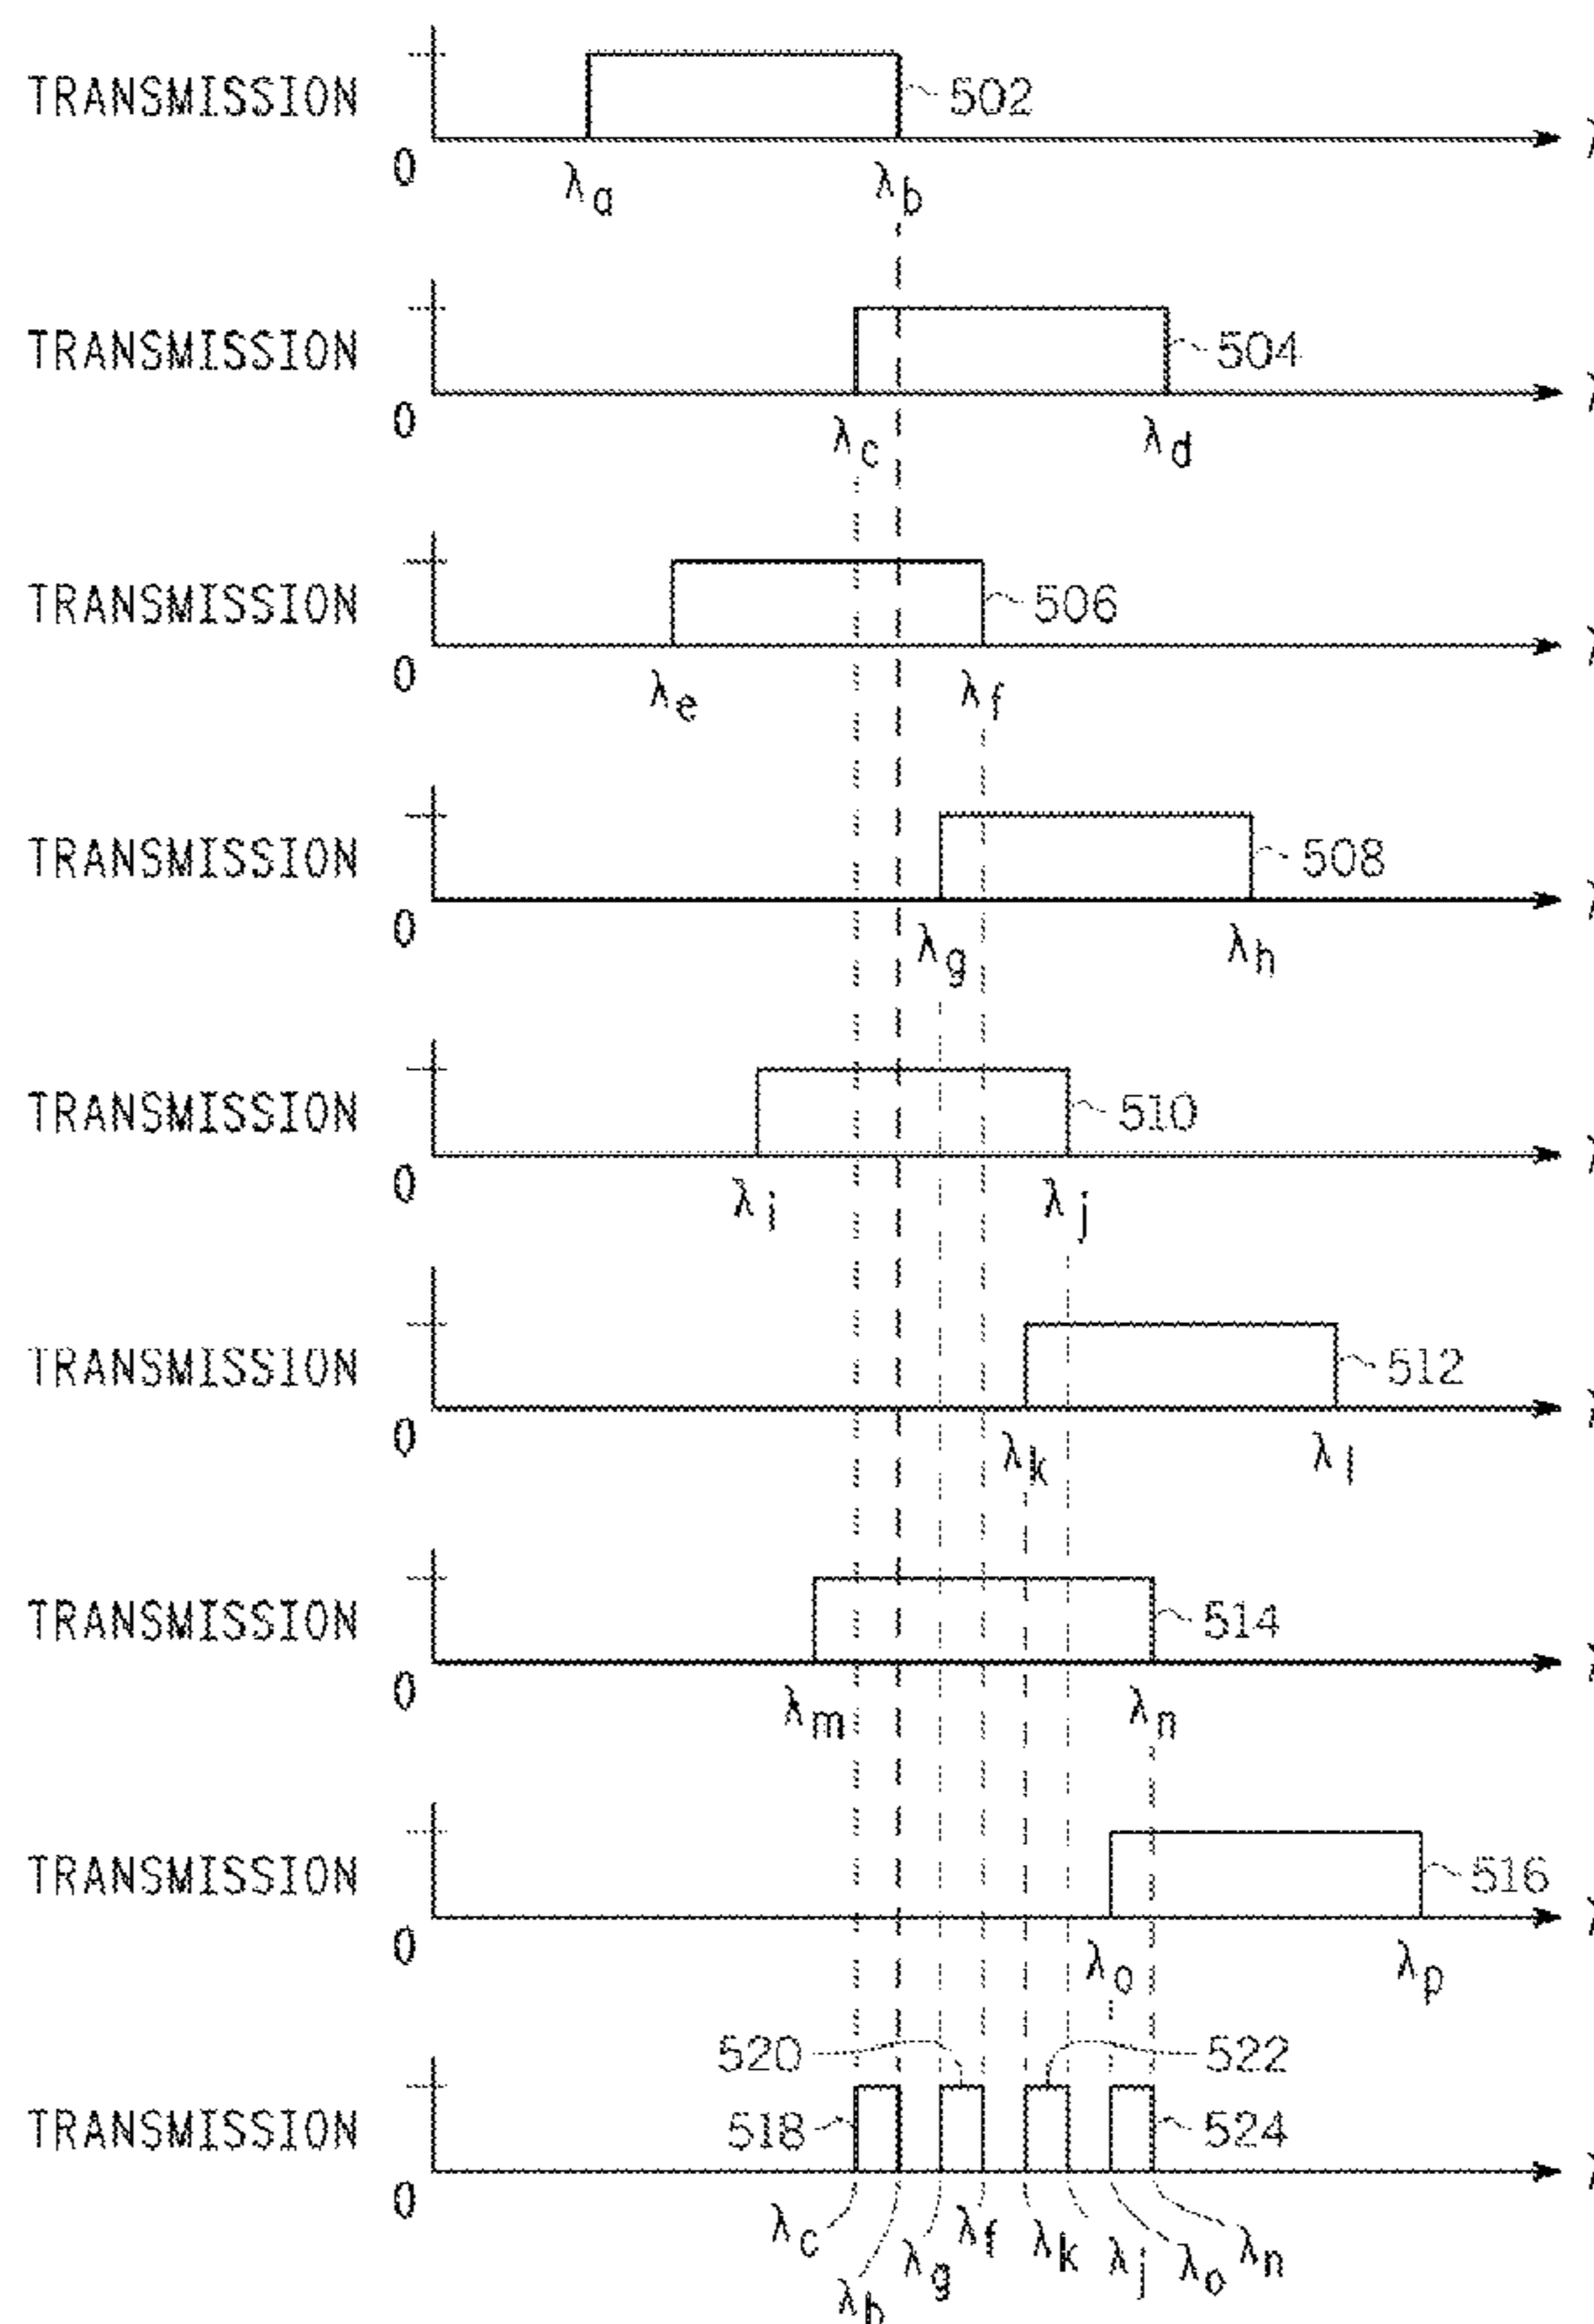 TRANSMISSION
502
0
λa
λb
TRANSMISSION
504
0
λc
λd
TRANSMISSION
506
0
λe
λf
TRANSMISSION
508
0
λg
λh
TRANSMISSION
510
0
λi
λj
TRANSMISSION
512
0
λk
λl
TRANSMISSION
514
0
λm
λn
TRANSMISSION
516
0
λo
λp
520
522
TRANSMISSION
518
524
0
λc
λb
λg
λf
λk
λj
λo
λn